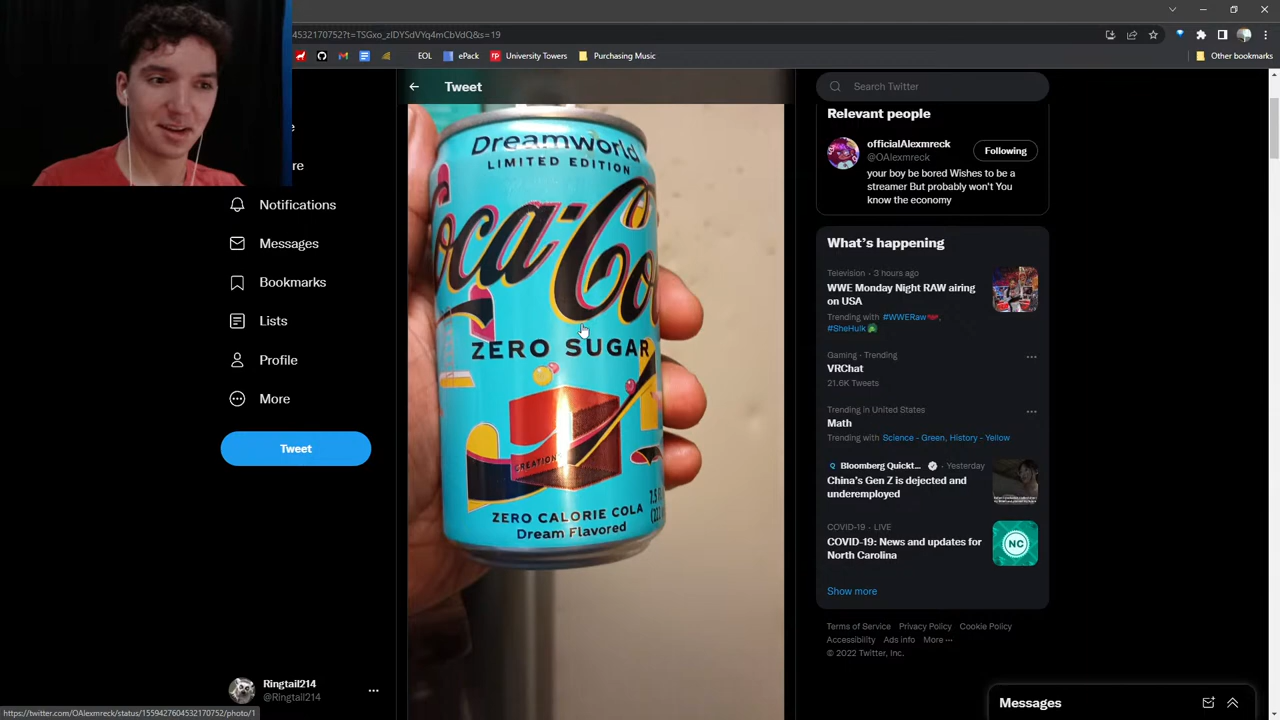 4532170752?t=TSGxo_zIDYSdVYq4mCbVdQ&s=19
EOL
ePack
University Towers
Purchasing Music
Other bookmarks
Notifications
Messages
Bookmarks
Lists
Profile
More
Tweet
Ringtail214
@Ringtail214
https://twitter.com/OAlexmreck/status/1559427604532170752/photo/1
Tweet
Dreamworld
LIMITED EDITION
ZERO SUGAR
CREATIONS
ZERO CALORIE COLA
Dream Flavored
Search Twitter
Relevant people
officialAlexmreck
@OAlexmreck
Following
your boy be bored Wishes to be a
streamer But probably won't You
know the economy
What's happening
Television · 3 hours ago
WWE Monday Night RAW airing
on USA
Trending with #WWERaw,
#SheHulk
Gaming · Trending
VRChat
21.6K Tweets
Trending in United States
Math
Trending with Science - Green, History - Yellow
Bloomberg Quickt... Yesterday
China's Gen Z is dejected and
underemployed
COVID-19 · LIVE
COVID-19: News and updates for
North Carolina
NC
Show more
Terms of Service Privacy Policy Cookie Policy
Accessibility Ads info More ···
© 2022 Twitter, Inc.
Messages